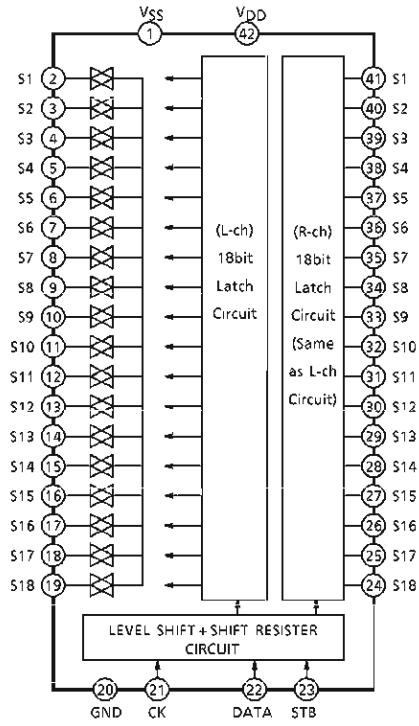 VSS VDD
1 42
S1 2 41 S1
S2 3 40 S2
S3 4 39 S3
S4 5 38 S4
S5 6 37 S5
S6 7 36 S6
S7 8 35 S7
S8 9 34 S8
S9 10 33 S9
S10 11 32 S10
S11 12 31 S11
S12 13 30 S12
S13 14 29 S13
S14 15 28 S14
S15 16 27 S15
S16 17 26 S16
S17 18 25 S17
S18 19 24 S18
(L-ch)
18bit
Latch
Circuit
(R-ch)
18bit
Latch
Circuit
(Same
as L-ch
Circuit)
LEVEL SHIFT + SHIFT RESISTER
CIRCUIT
20 21 22 23
GND CK DATA STB